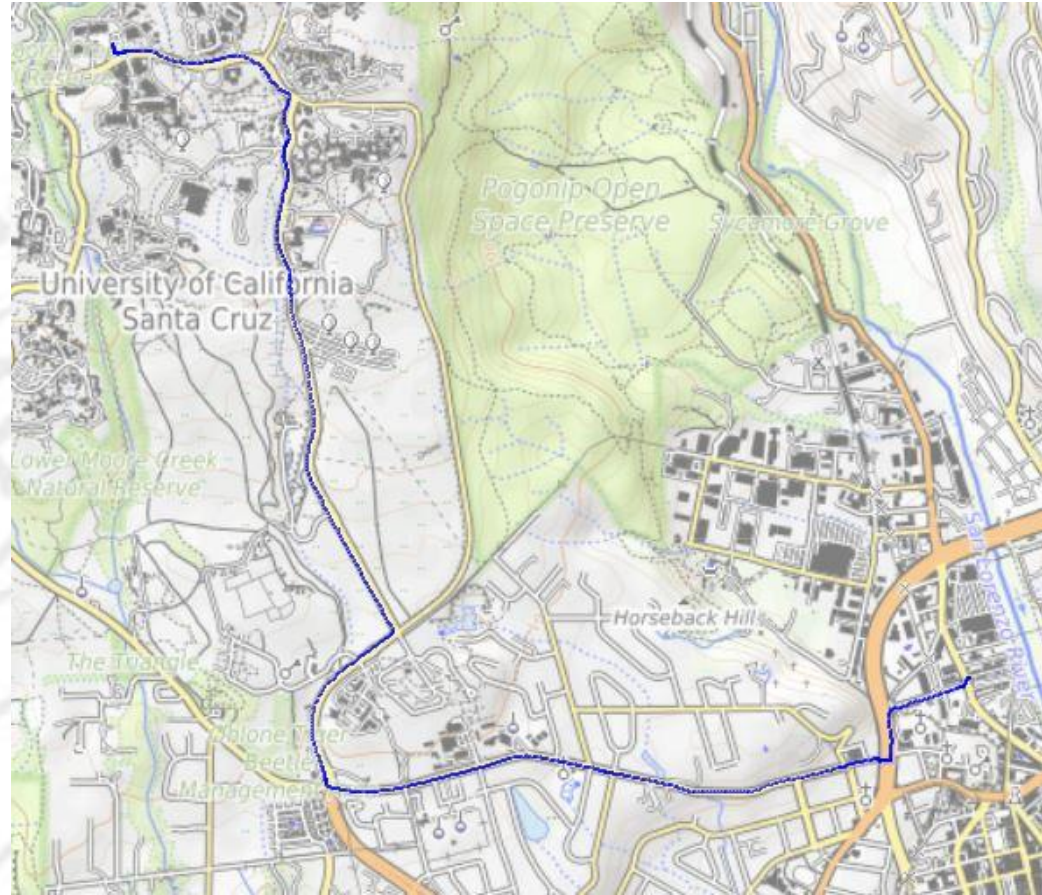 Pogonip Open
Space Preserve
Sycamore Grove
University of California
Santa Cruz
Lower Moore Creek
Natural Reserve
San Lorenzo River
Horseback Hill
The Triangle
Ohlone Tiger
Beetle
Management